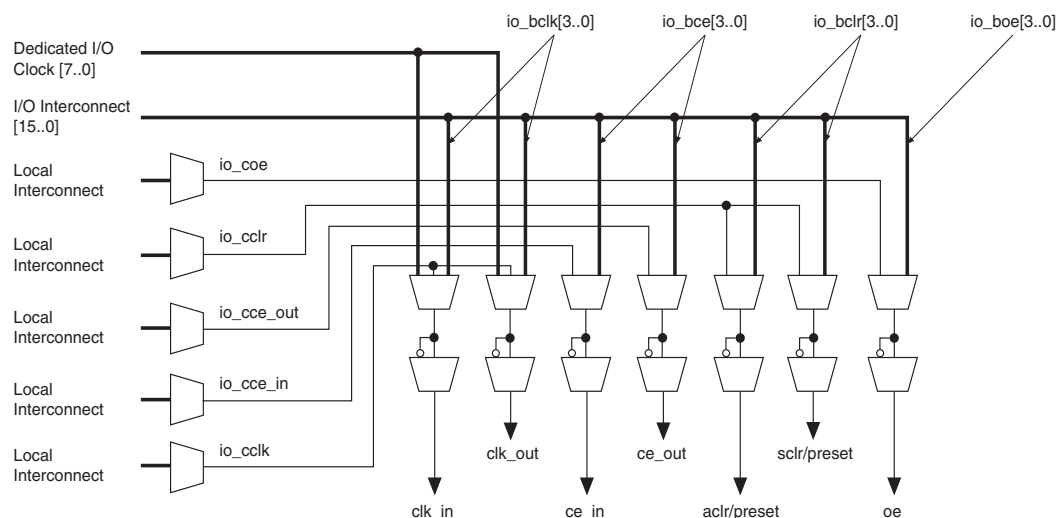 io_bclk[3..0]
io_bce[3..0]
io_bclr[3..0]
io_boe[3..0]
Dedicated I/O
Clock [7..0]
I/O Interconnect
[15..0]
Local
Interconnect
io_coe
Local
Interconnect
io_cclr
Local
Interconnect
io_cce_out
Local
Interconnect
io_cce_in
Local
Interconnect
io_cclk
clk_out
ce_out
sclr/preset
clk_in
ce_in
aclr/preset
oe